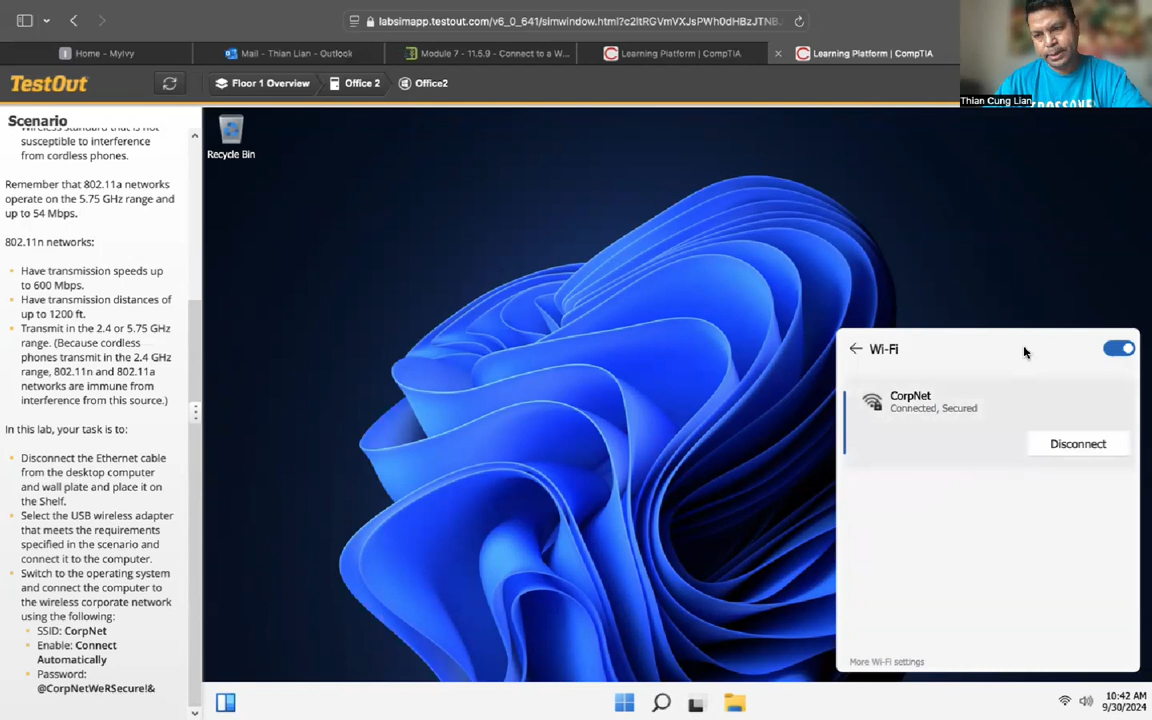 labsimapp.testout.com/v6_0_641/simwindow.html?c2ltRGVmVXJsPWh0dHBzJTNB
Home - MyIvy
Mail - Thian Lian - Outlook
Module 7 - 11.5.9 - Connect to a W...
Learning Platform | CompTIA
Learning Platform | CompTIA
Thian Cung Lian
TestOut
Floor 1 Overview
Office 2
Office2
Scenario
Wireless standard that is not
susceptible to interference
from cordless phones.
Remember that 802.11a networks
operate on the 5.75 GHz range and
up to 54 Mbps.
802.11n networks:
Have transmission speeds up
to 600 Mbps.
Have transmission distances of
up to 1200 ft.
Transmit in the 2.4 or 5.75 GHz
range. (Because cordless
phones transmit in the 2.4 GHz
range, 802.11n and 802.11a
networks are immune from
interference from this source.)
In this lab, your task is to:
Disconnect the Ethernet cable
from the desktop computer
and wall plate and place it on
the Shelf.
Select the USB wireless adapter
that meets the requirements
specified in the scenario and
connect it to the computer.
Switch to the operating system
and connect the computer to
the wireless corporate network
using the following:
SSID: CorpNet
Enable: Connect
Automatically
Password:
@CorpNetWeRSecure!&
Recycle Bin
Wi-Fi
CorpNet
Connected, Secured
Disconnect
More Wi-Fi settings
10:42 AM
9/30/2024